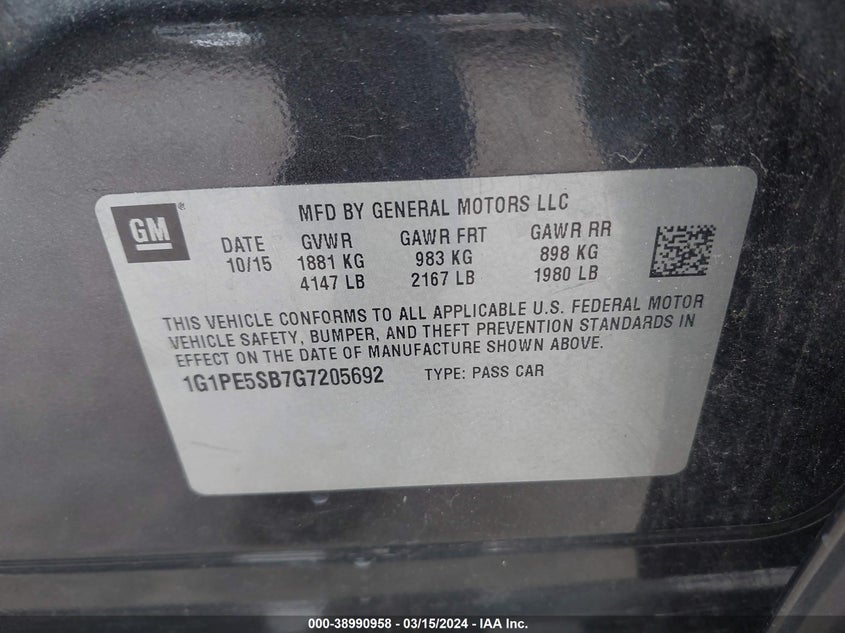 GM®
MFD BY GENERAL MOTORS LLC
DATE GVWR GAWR FRT GAWR RR
10/15 1881 KG 983 KG 898 KG
4147 LB 2167 LB 1980 LB
THIS VEHICLE CONFORMS TO ALL APPLICABLE U.S. FEDERAL MOTOR
VEHICLE SAFETY, BUMPER, AND THEFT PREVENTION STANDARDS IN
EFFECT ON THE DATE OF MANUFACTURE SHOWN ABOVE.
1G1PE5SB7G7205692 TYPE: PASS CAR
000-38990958 - 03/15/2024 - IAA Inc.